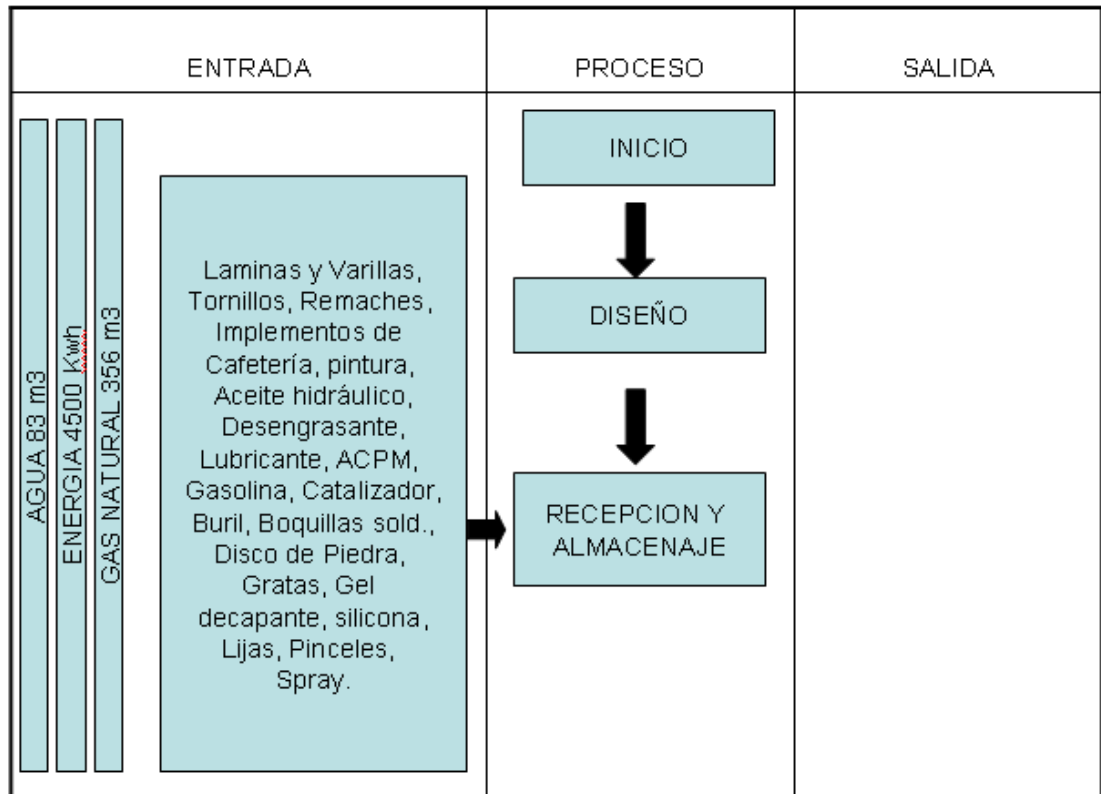 ENTRADA
PROCESO
SALIDA
AGUA 83 m3
ENERGIA 4500 Kwh
GAS NATURAL 356 m3
Laminas y Varillas,
Tornillos, Remaches,
Implementos de
Cafetería, pintura,
Aceite hidráulico,
Desengrasante,
Lubricante, ACPM,
Gasolina, Catalizador,
Buril, Boquillas sold.,
Disco de Piedra,
Gratas, Gel
decapante, silicona,
Lijas, Pinceles,
Spray.
INICIO
DISEÑO
RECEPCION Y
ALMACENAJE